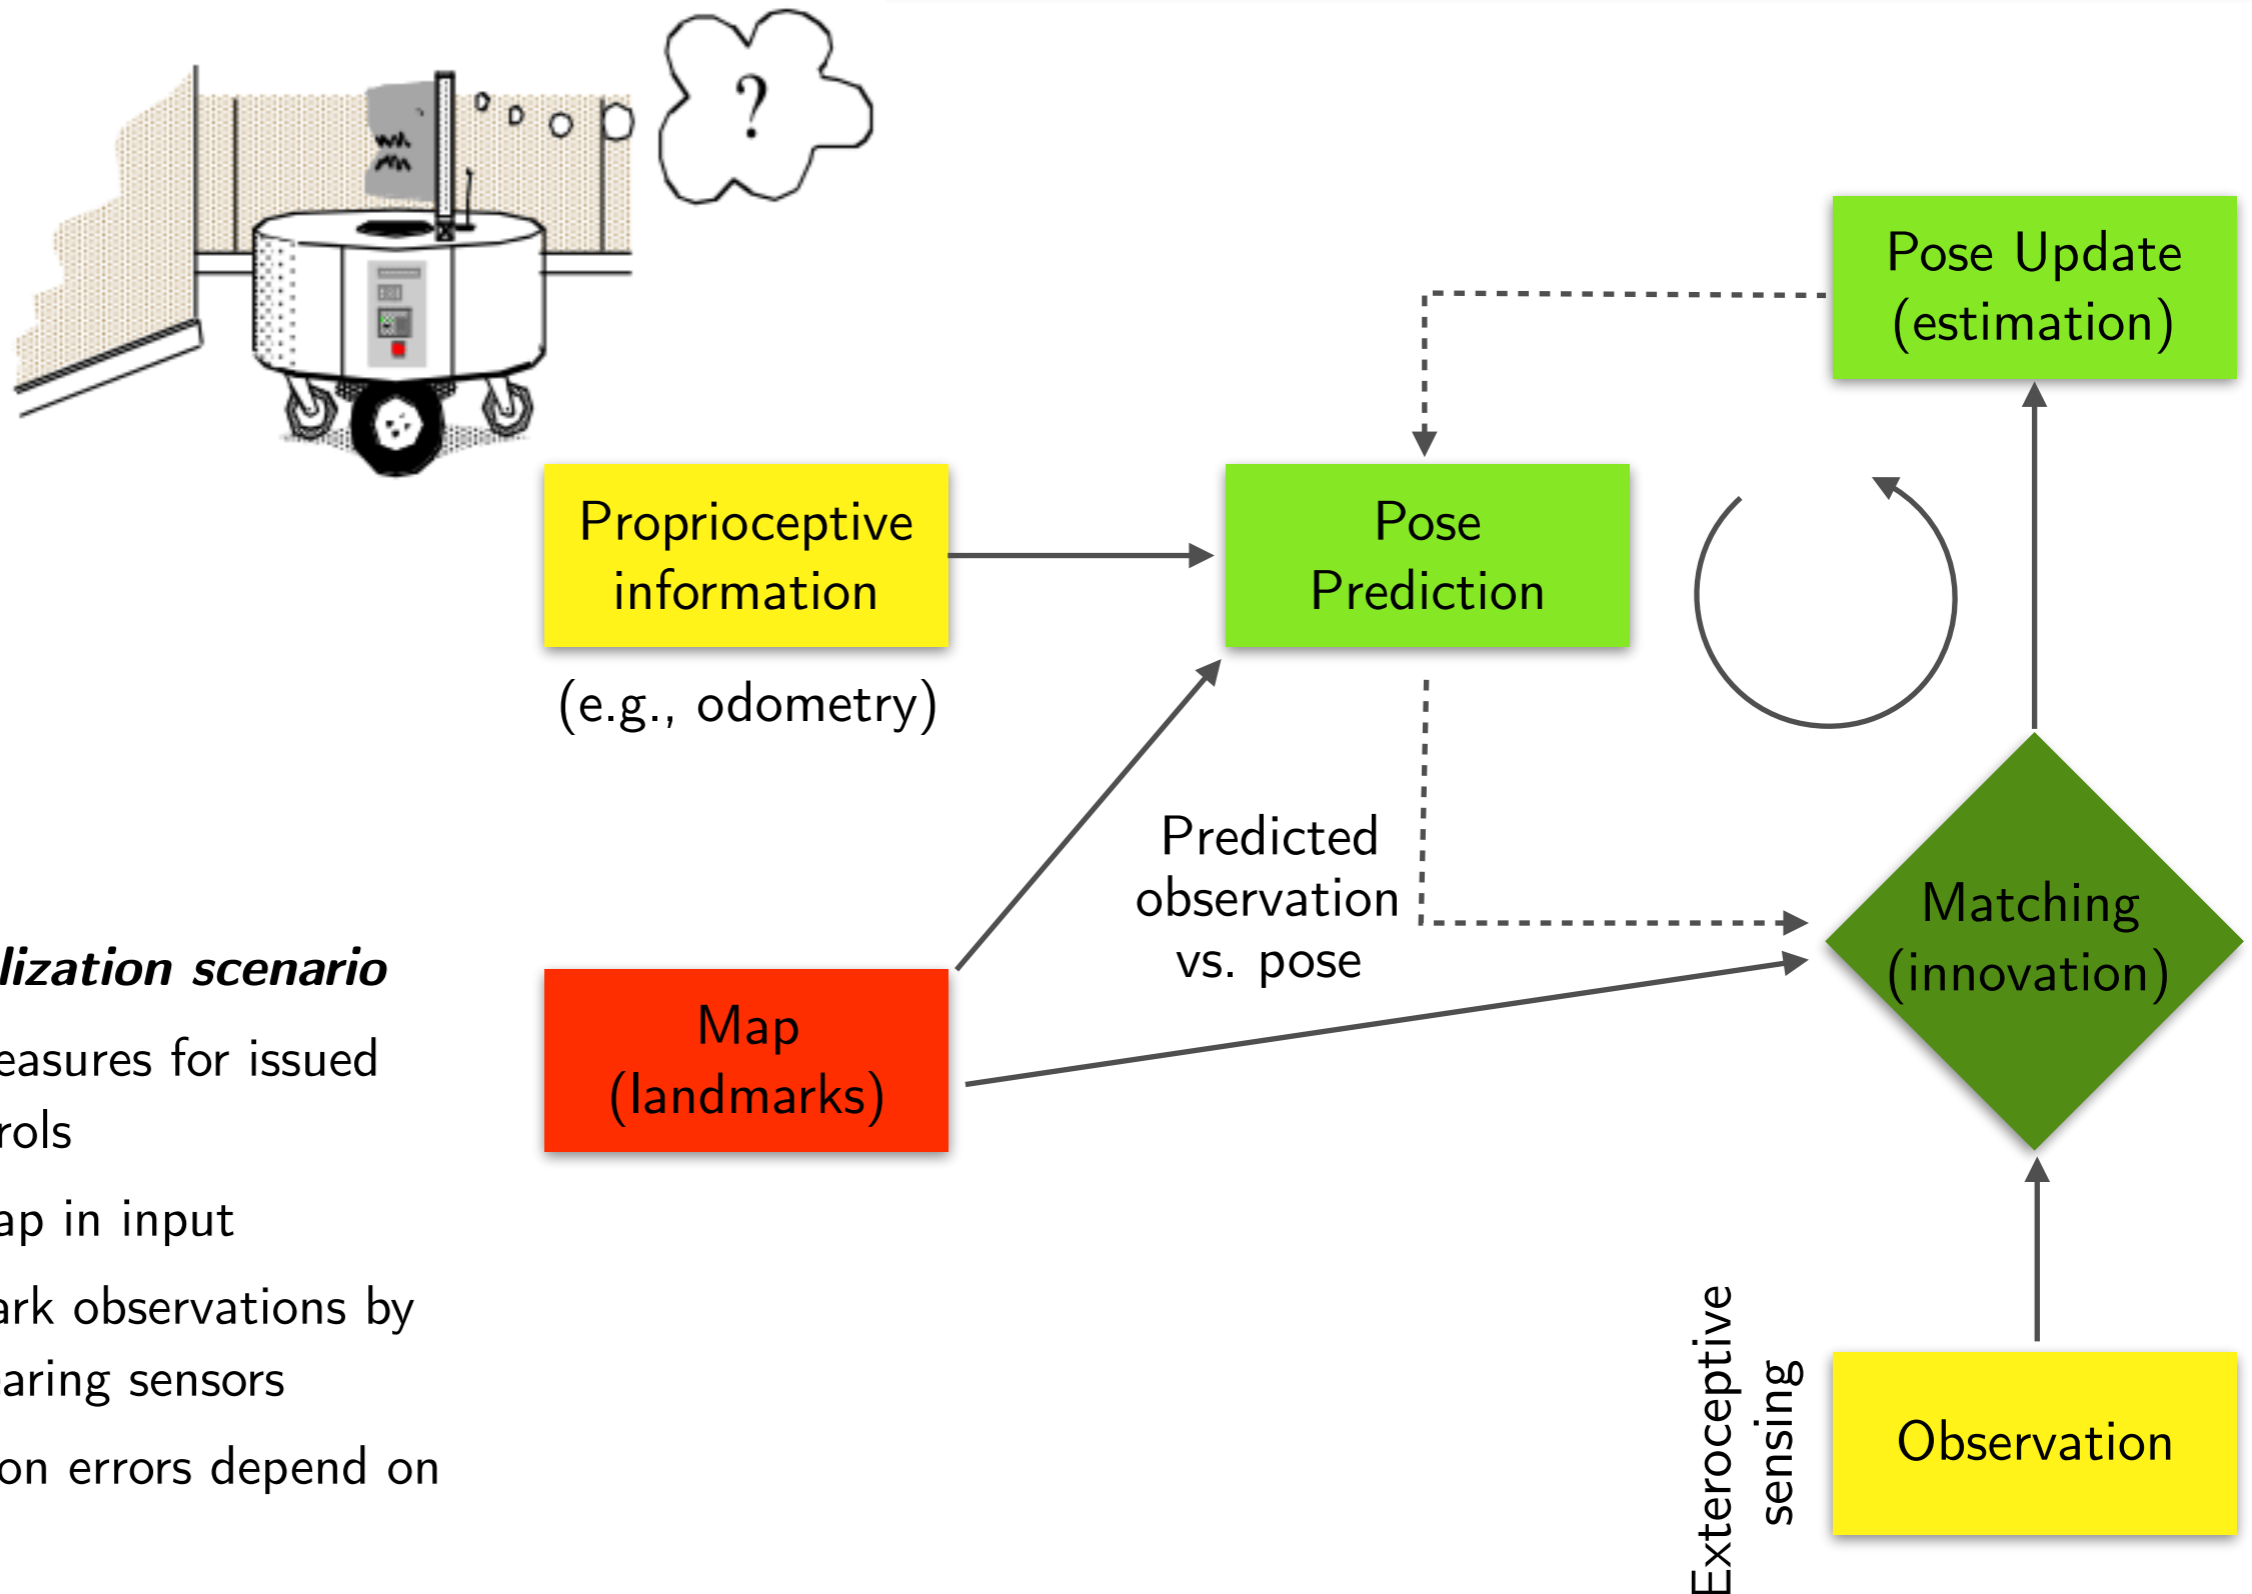 ?
Pose Update
(estimation)
Proprioceptive
information
(e.g., odometry)
Pose
Prediction
Predicted
observation
vs. pose
Matching
(innovation)
Map
(landmarks)
Exteroceptive
sensing
Observation
lization scenario
easures for issued
rols
ap in input
ark observations by
earing sensors
on errors depend on